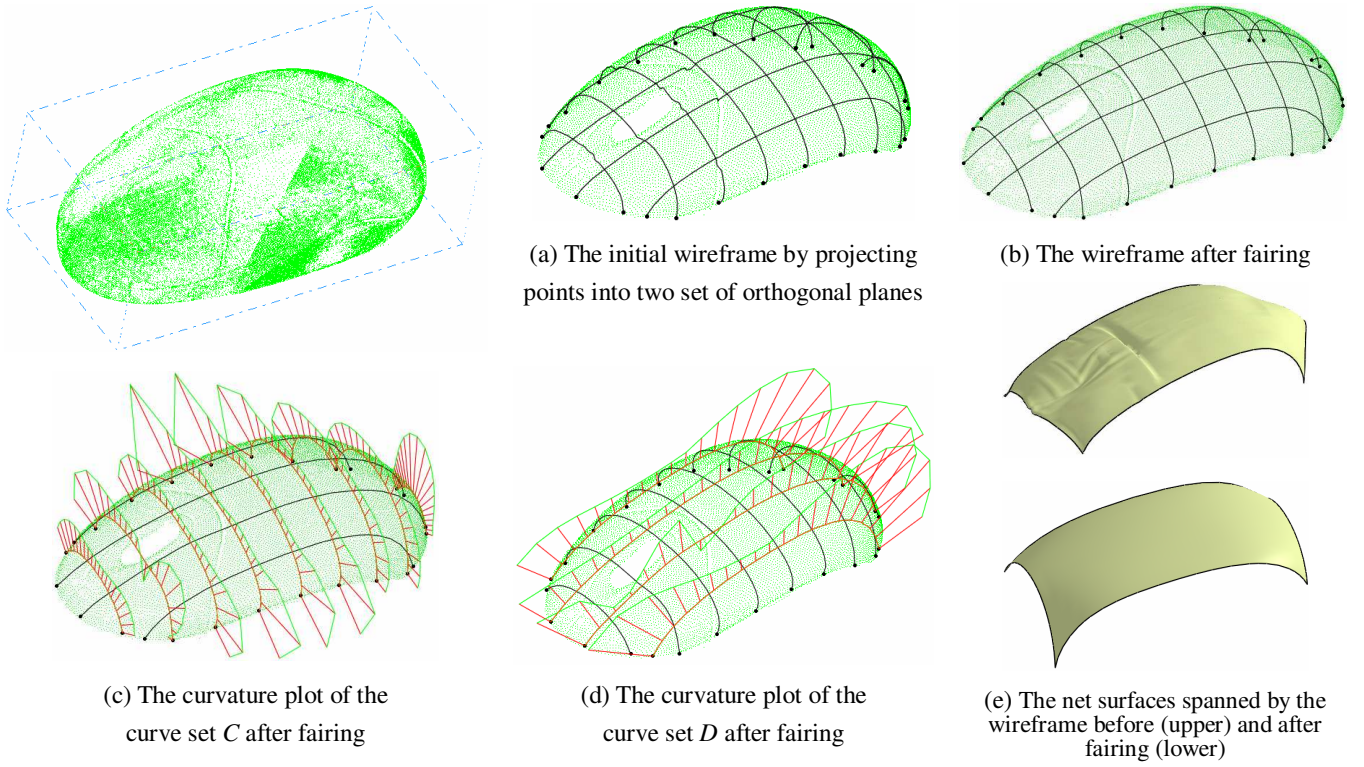 (a) The initial wireframe by projecting
points into two set of orthogonal planes
(b) The wireframe after fairing
(c) The curvature plot of the
curve set C after fairing
(d) The curvature plot of the
curve set D after fairing
(e) The net surfaces spanned by the
wireframe before (upper) and after
fairing (lower)